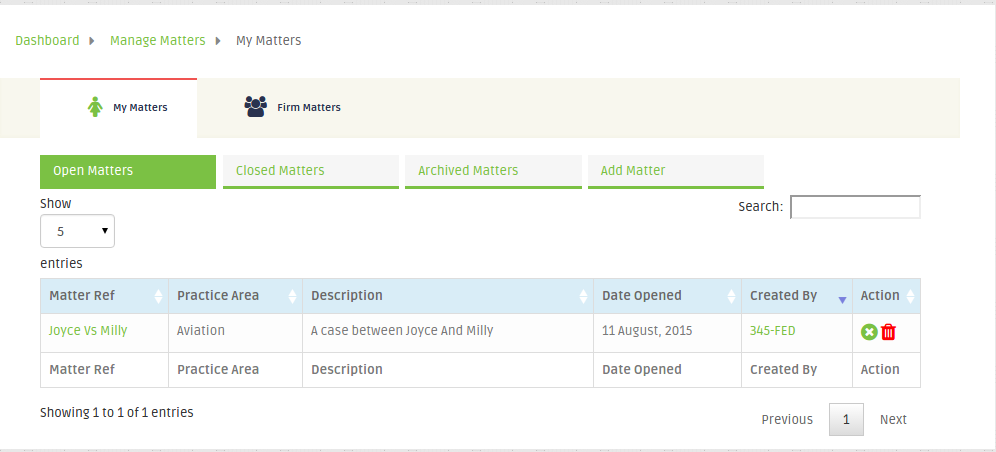 Dashboard Manage Matters My Matters
My Matters Firm Matters
Open Matters Closed Matters Archived Matters Add Matter
Show Search:
5
entries
Matter Ref Practice Area Description Date Opened Created By Action
Joyce Vs Milly Aviation A case between Joyce And Milly 11 August, 2015 345-FED
Matter Ref Practice Area Description Date Opened Created By Action
Showing 1 to 1 of 1 entries Previous 1 Next